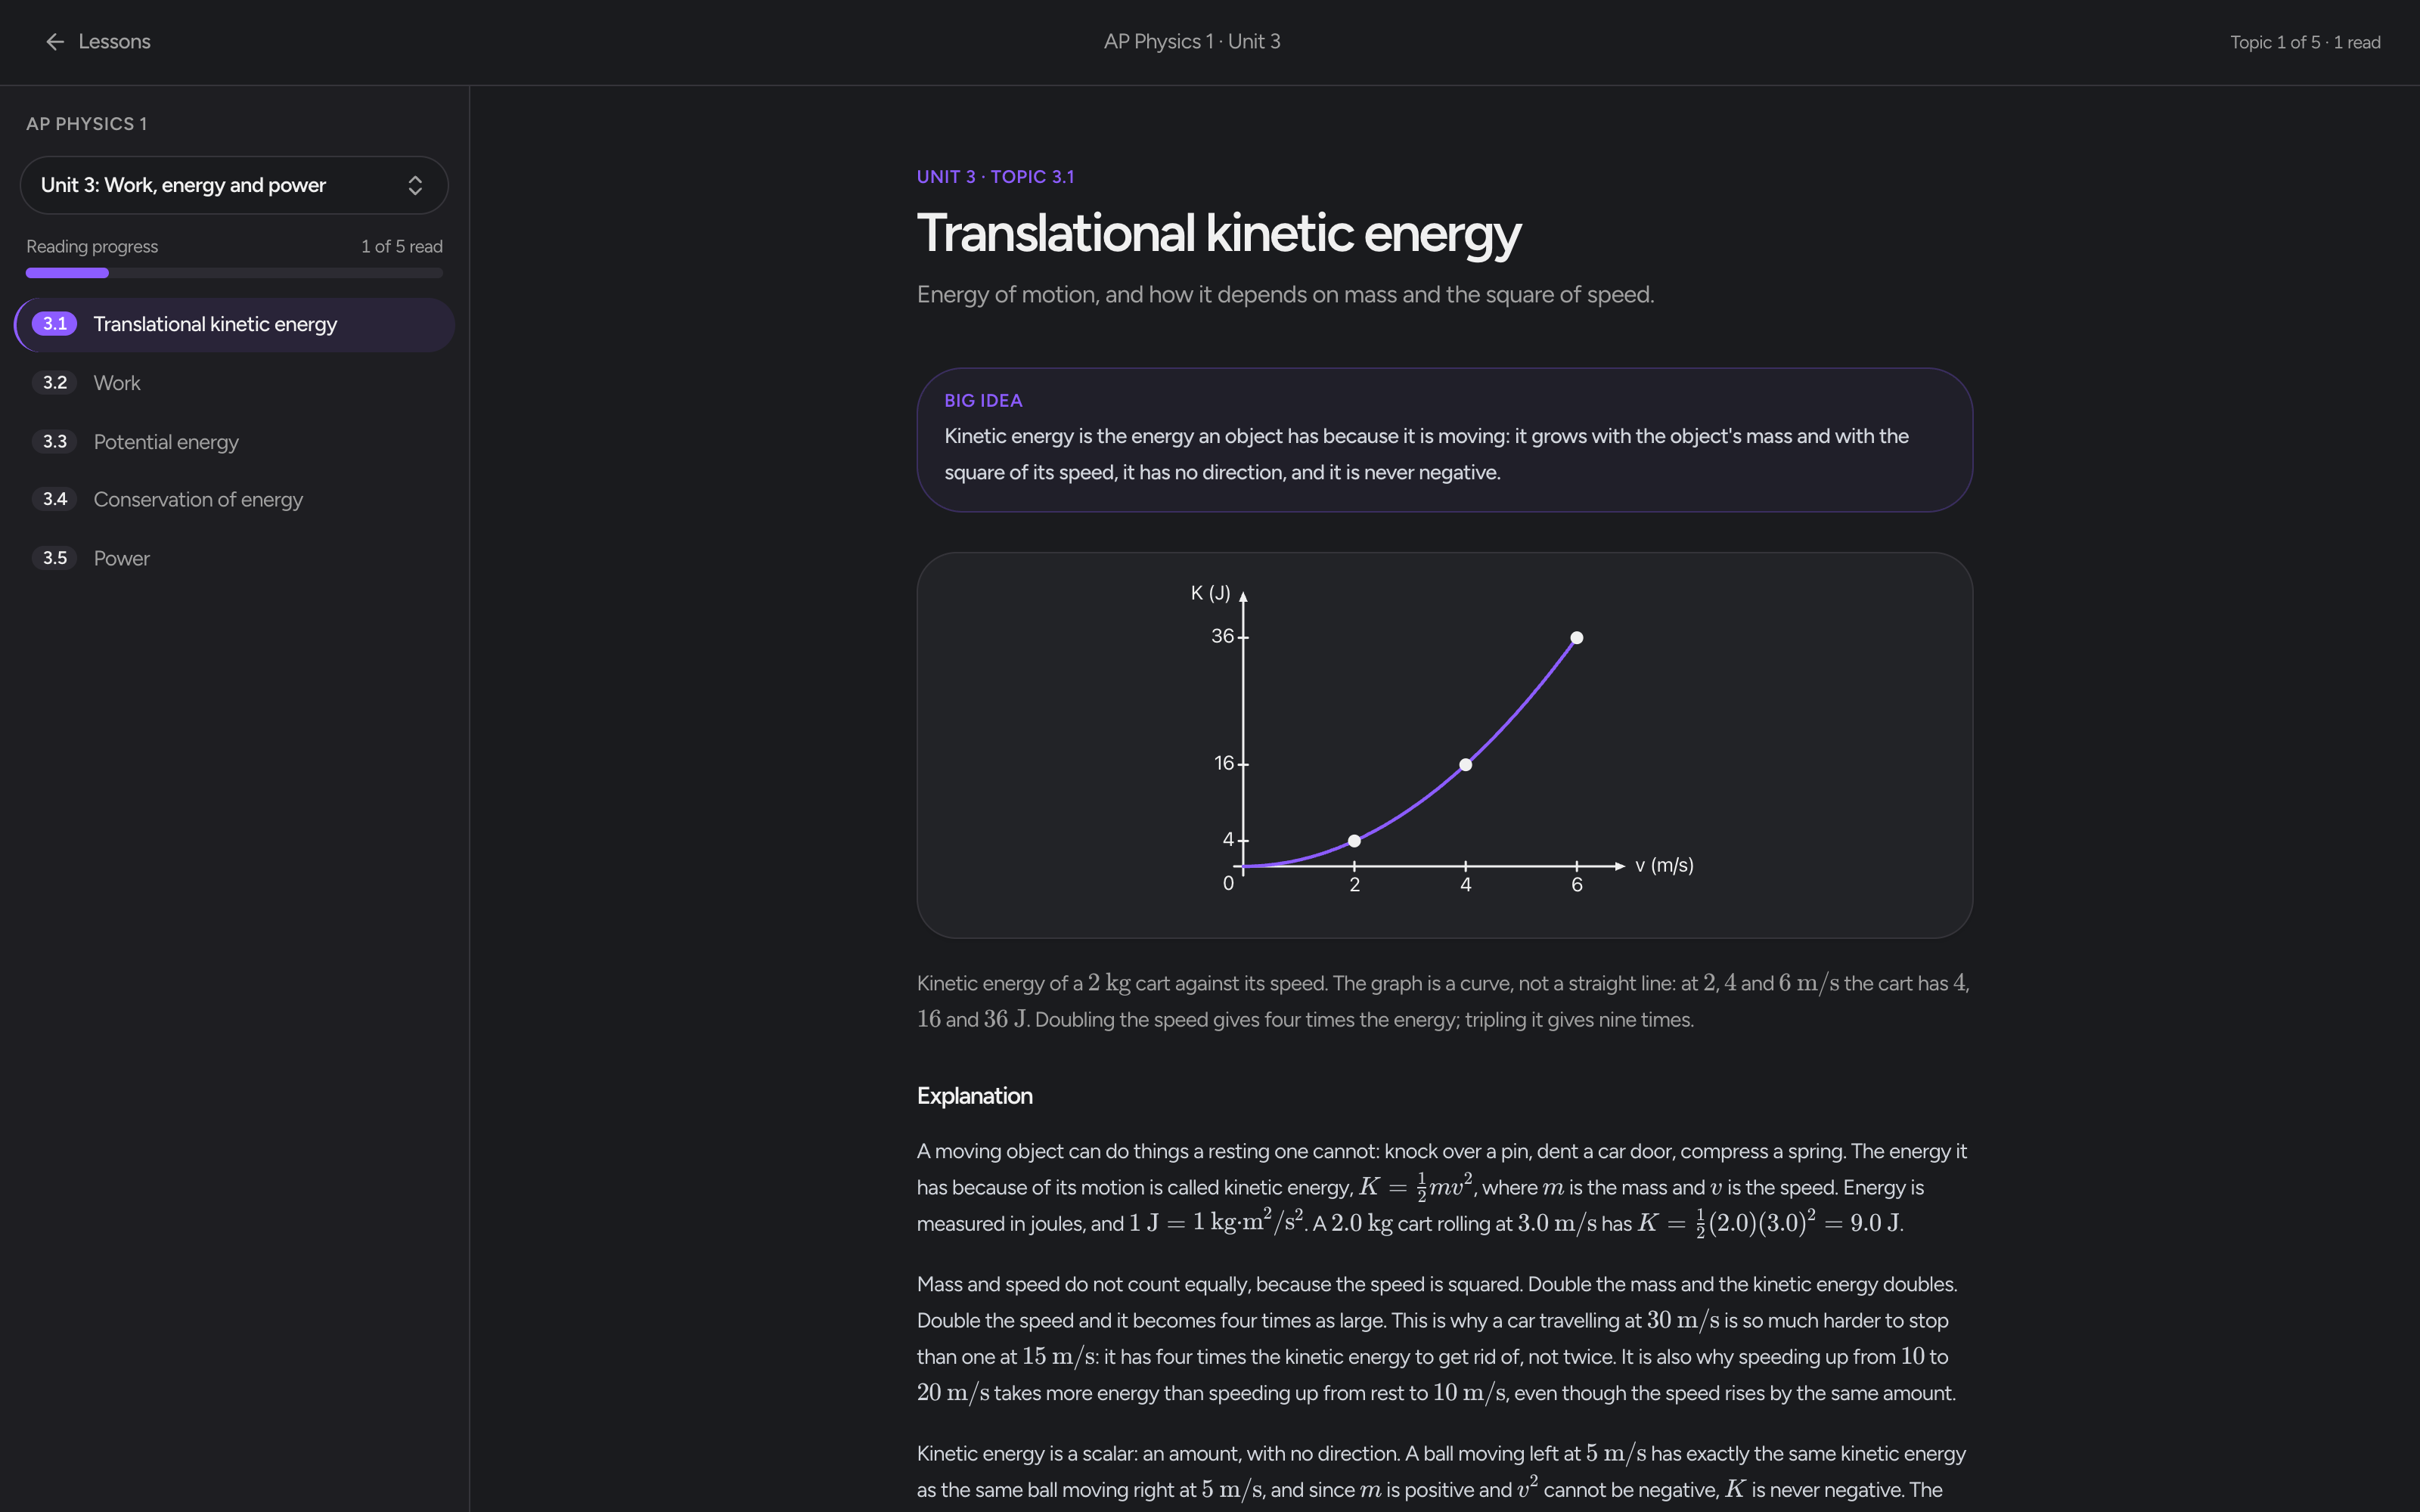 Lessons
AP Physics 1 · Unit 3
Topic 1 of 5 · 1 read
AP PHYSICS 1
Unit 3: Work, energy and power
Reading progress
1 of 5 read
3.1 Translational kinetic energy
3.2 Work
3.3 Potential energy
3.4 Conservation of energy
3.5 Power
UNIT 3 · TOPIC 3.1
Translational kinetic energy
Energy of motion, and how it depends on mass and the square of speed.
BIG IDEA
Kinetic energy is the energy an object has because it is moving: it grows with the object's mass and with the
square of its speed, it has no direction, and it is never negative.
K (J)
36
16
4
0
2
4
6
v (m/s)
Kinetic energy of a 2 kg cart against its speed. The graph is a curve, not a straight line: at 2, 4 and 6 m/s the cart has 4,
16 and 36 J. Doubling the speed gives four times the energy; tripling it gives nine times.
Explanation
A moving object can do things a resting one cannot: knock over a pin, dent a car door, compress a spring. The energy it
has because of its motion is called kinetic energy, K = ½mv², where m is the mass and v is the speed. Energy is
measured in joules, and 1 J = 1 kg·m²/s². A 2.0 kg cart rolling at 3.0 m/s has K = ½(2.0)(3.0)² = 9.0 J.
Mass and speed do not count equally, because the speed is squared. Double the mass and the kinetic energy doubles.
Double the speed and it becomes four times as large. This is why a car travelling at 30 m/s is so much harder to stop
than one at 15 m/s: it has four times the kinetic energy to get rid of, not twice. It is also why speeding up from 10 to
20 m/s takes more energy than speeding up from rest to 10 m/s, even though the speed rises by the same amount.
Kinetic energy is a scalar: an amount, with no direction. A ball moving left at 5 m/s has exactly the same kinetic energy
as the same ball moving right at 5 m/s, and since m is positive and v² cannot be negative, K is never negative. The